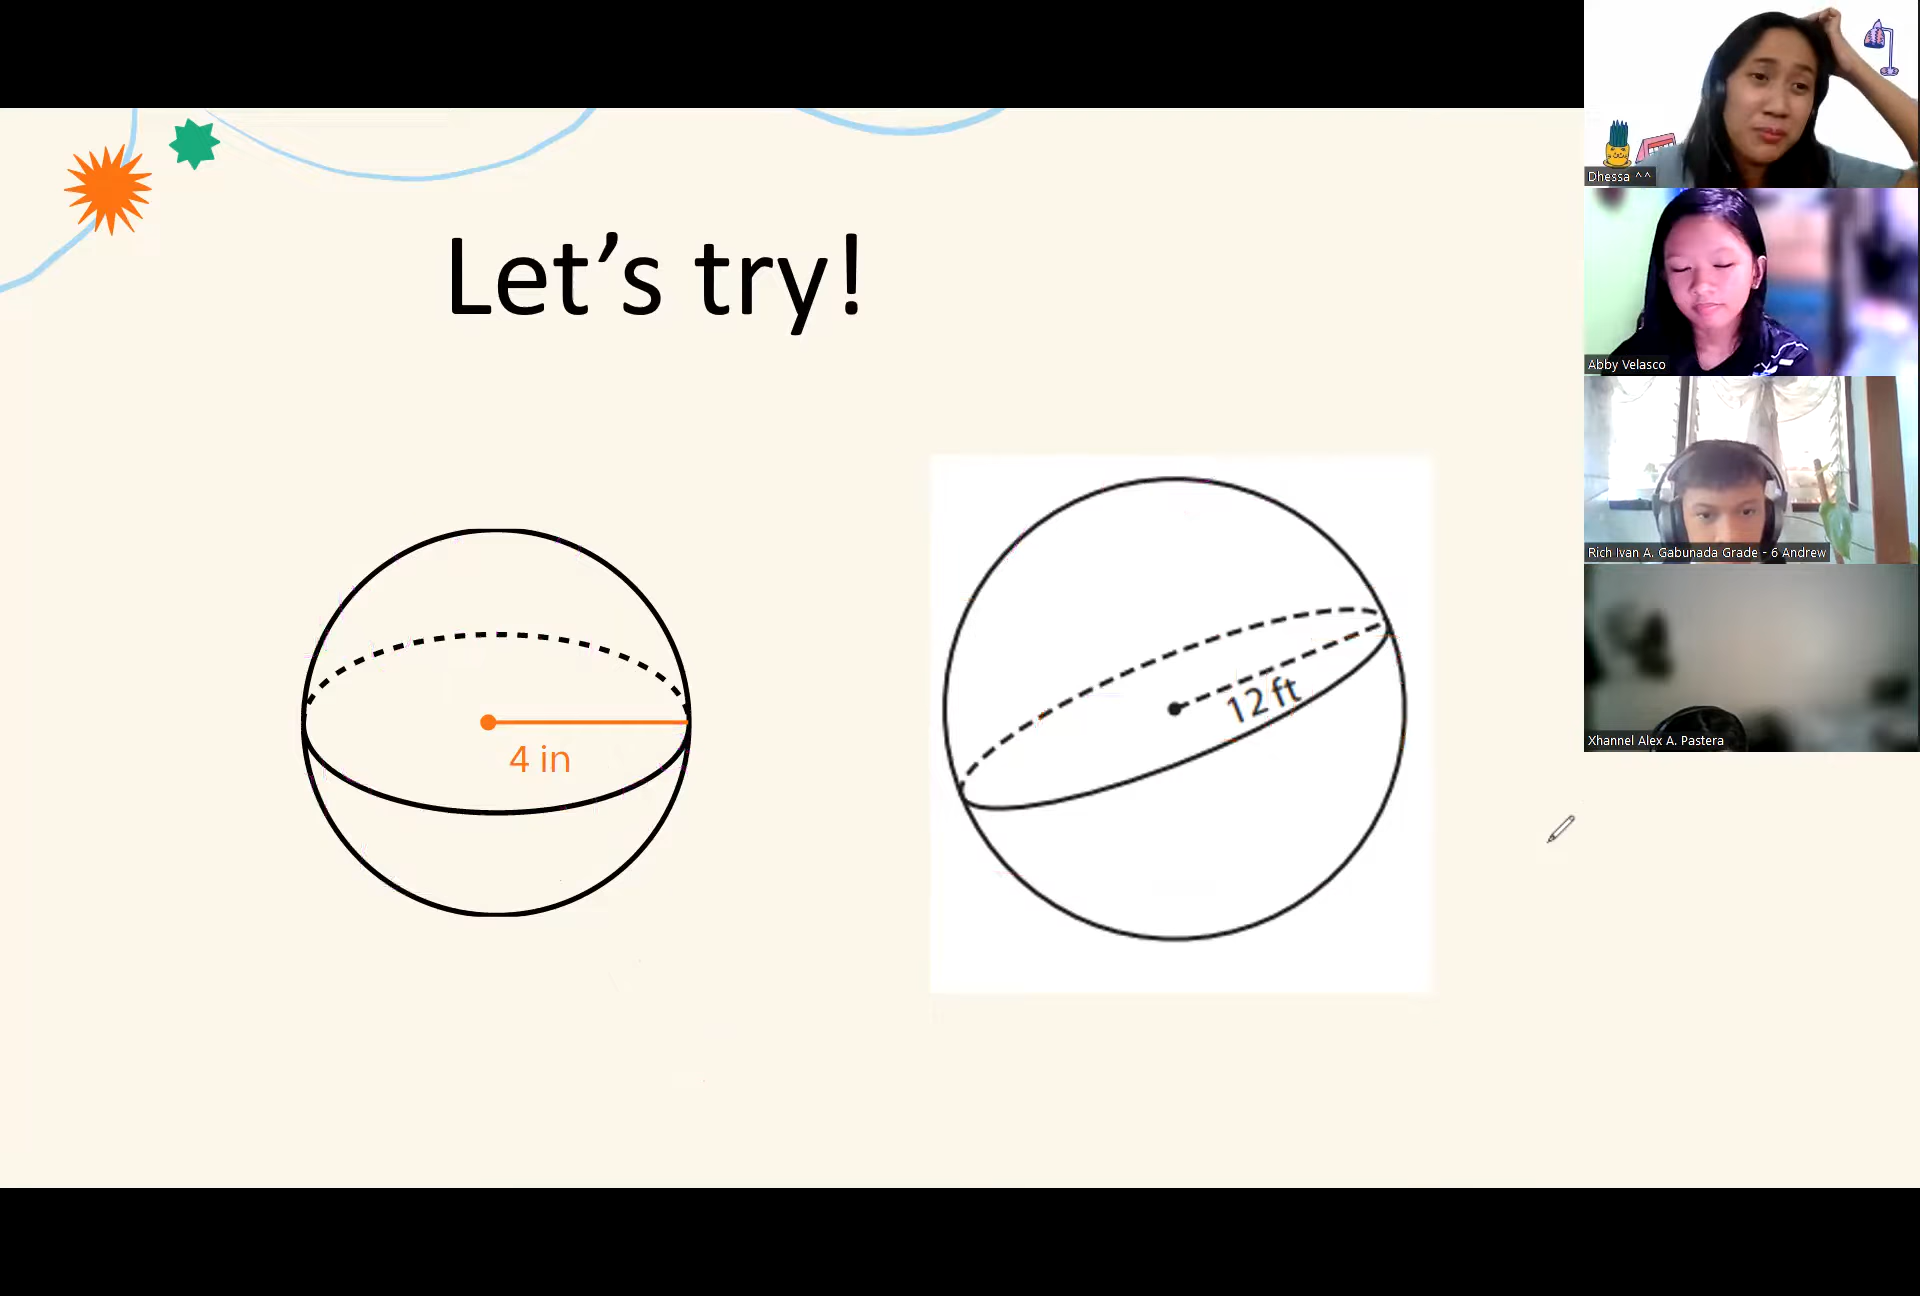 Let’s try!
4 in
12 ft
Dhessa ^^
Abby Velasco
Rich Ivan A. Gabunada Grade - 6 Andrew
Xhannel Alex A. Pastera